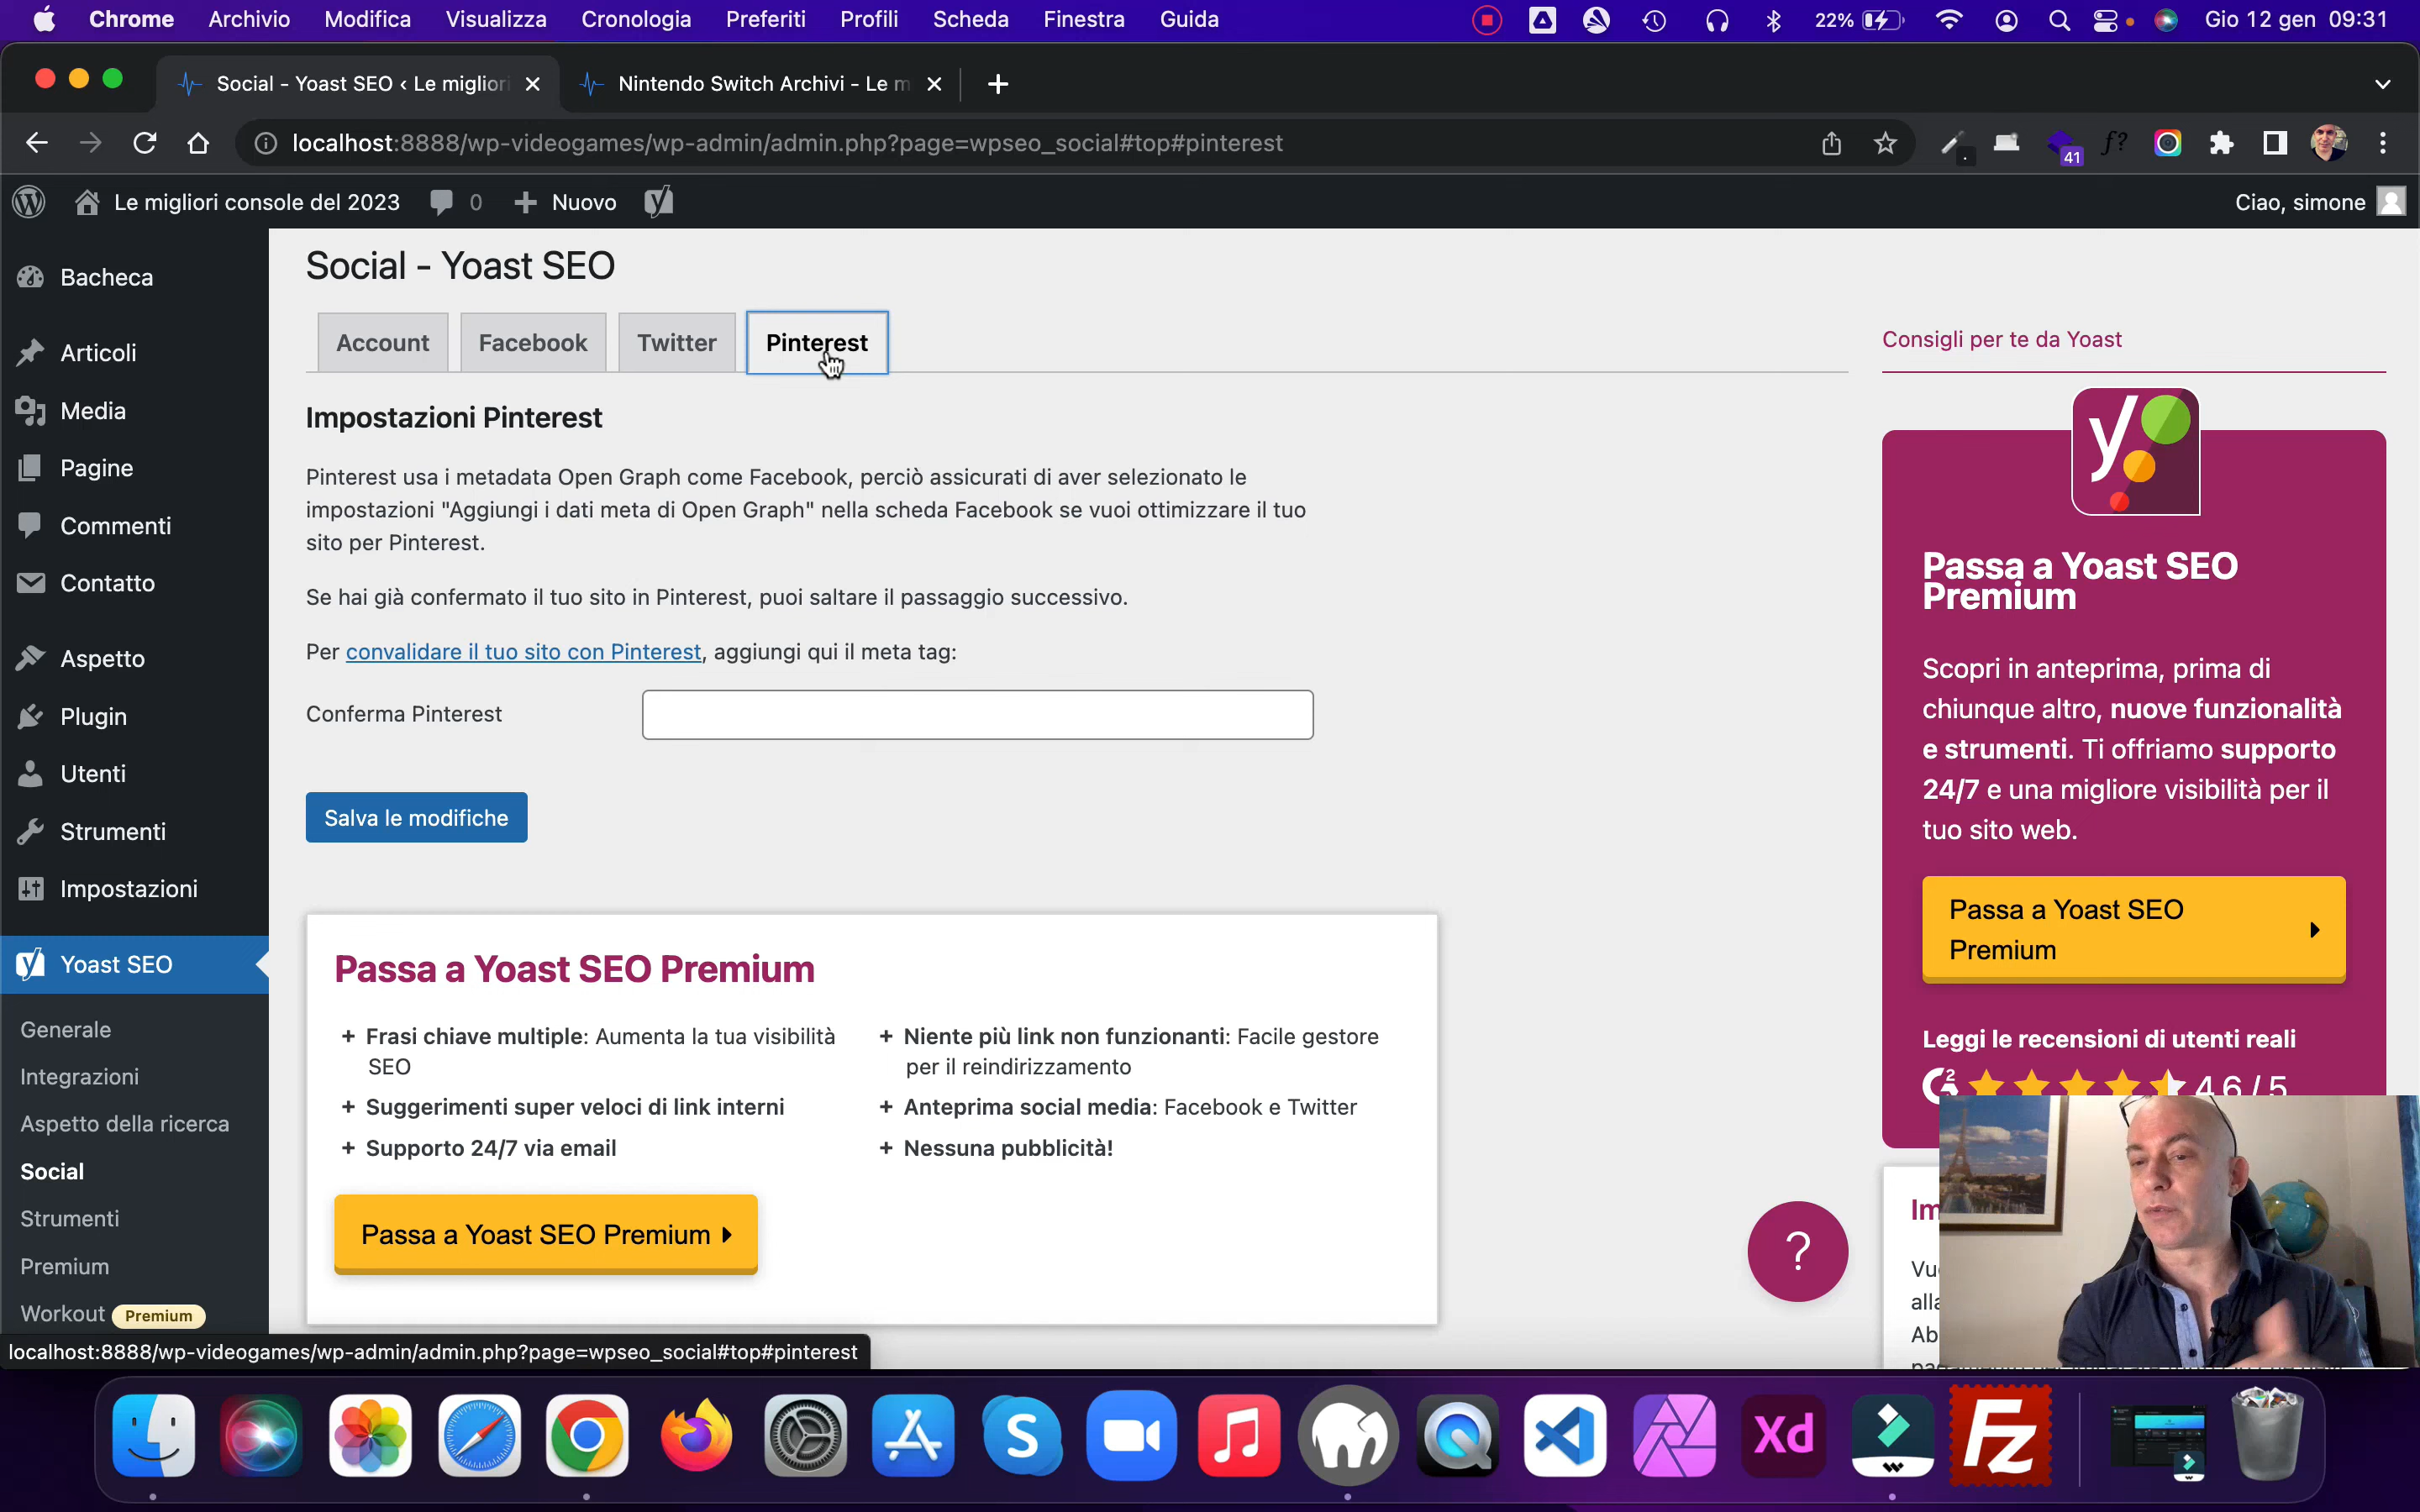 Chrome Archivio Modifica Visualizza Cronologia Preferiti Profili Scheda Finestra Guida 22% Gio 12 gen 09:31
Social - Yoast SEO ‹ Le migliori
Nintendo Switch Archivi - Le m
localhost:8888/wp-videogames/wp-admin/admin.php?page=wpseo_social#top#pinterest
41
f?
Le migliori console del 2023 0 + Nuovo
Ciao, simone
Bacheca
Articoli
Media
Pagine
Commenti
Contatto
Aspetto
Plugin
Utenti
Strumenti
Impostazioni
Yoast SEO
Generale
Integrazioni
Aspetto della ricerca
Social
Strumenti
Premium
Workout Premium
Social - Yoast SEO
Account Facebook Twitter Pinterest
Impostazioni Pinterest
Pinterest usa i metadata Open Graph come Facebook, perciò assicurati di aver selezionato le
impostazioni "Aggiungi i dati meta di Open Graph" nella scheda Facebook se vuoi ottimizzare il tuo
sito per Pinterest.
Se hai già confermato il tuo sito in Pinterest, puoi saltare il passaggio successivo.
Per convalidare il tuo sito con Pinterest, aggiungi qui il meta tag:
Conferma Pinterest
Salva le modifiche
Passa a Yoast SEO Premium
+ Frasi chiave multiple: Aumenta la tua visibilità
SEO
+ Suggerimenti super veloci di link interni
+ Supporto 24/7 via email
+ Niente più link non funzionanti: Facile gestore
per il reindirizzamento
+ Anteprima social media: Facebook e Twitter
+ Nessuna pubblicità!
Passa a Yoast SEO Premium
?
Consigli per te da Yoast
y
Passa a Yoast SEO
Premium
Scopri in anteprima, prima di
chiunque altro, nuove funzionalità
e strumenti. Ti offriamo supporto
24/7 e una migliore visibilità per il
tuo sito web.
Passa a Yoast SEO
Premium
Leggi le recensioni di utenti reali
G2 4,6 / 5
Im
Vu
alla
Ab
localhost:8888/wp-videogames/wp-admin/admin.php?page=wpseo_social#top#pinterest
S
Xd
Fz